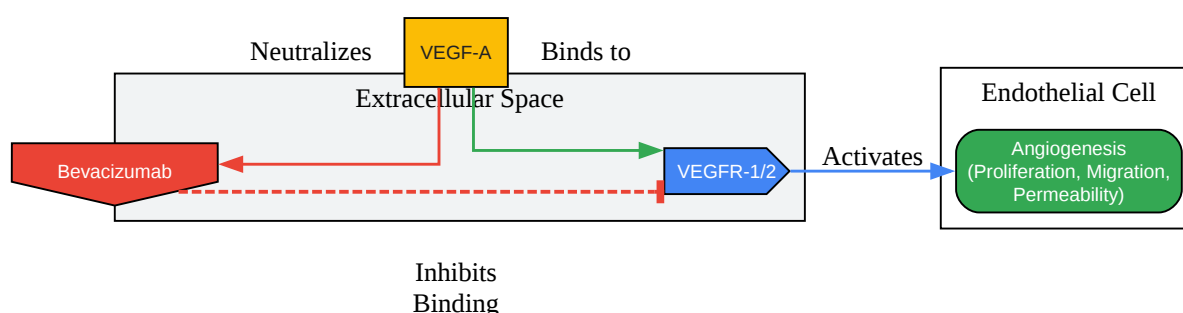 Neutralizes
VEGF-A
Binds to
Extracellular Space
Endothelial Cell
Bevacizumab
VEGFR-1/2
Activates
Angiogenesis
(Proliferation, Migration,
Permeability)
Inhibits
Binding